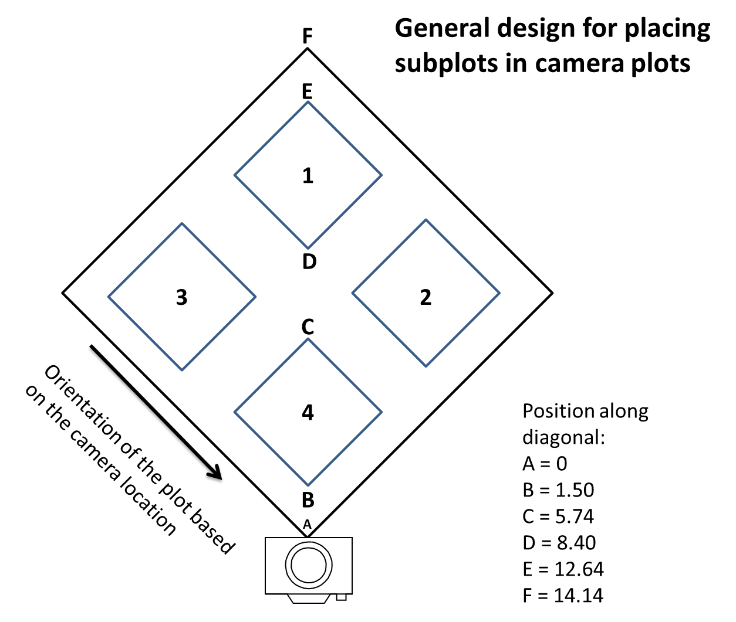 General design for placing
subplots in camera plots
F
E
1
D
3
2
C
4
B
A
Orientation of the plot based
on the camera location
Position along
diagonal:
A = 0
B = 1.50
C = 5.74
D = 8.40
E = 12.64
F = 14.14